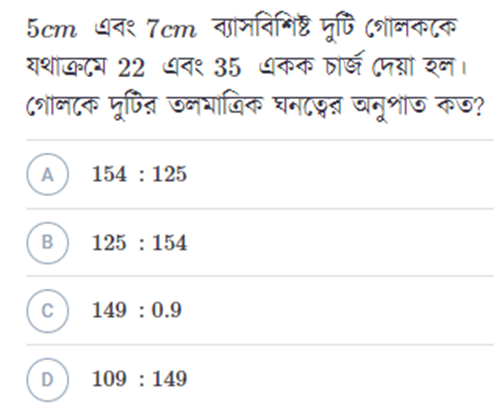 5cm এবং 7cm ব্যাসবিশিষ্ট দুটি গোলককে
যথাক্রমে 22 এবং 35 একক চার্জ দেয়া হল।
গোলকে দুটির তলমাত্রিক ঘনত্বের অনুপাত কত?
A 154 : 125
B 125 : 154
C 149 : 0.9
D 109 : 149